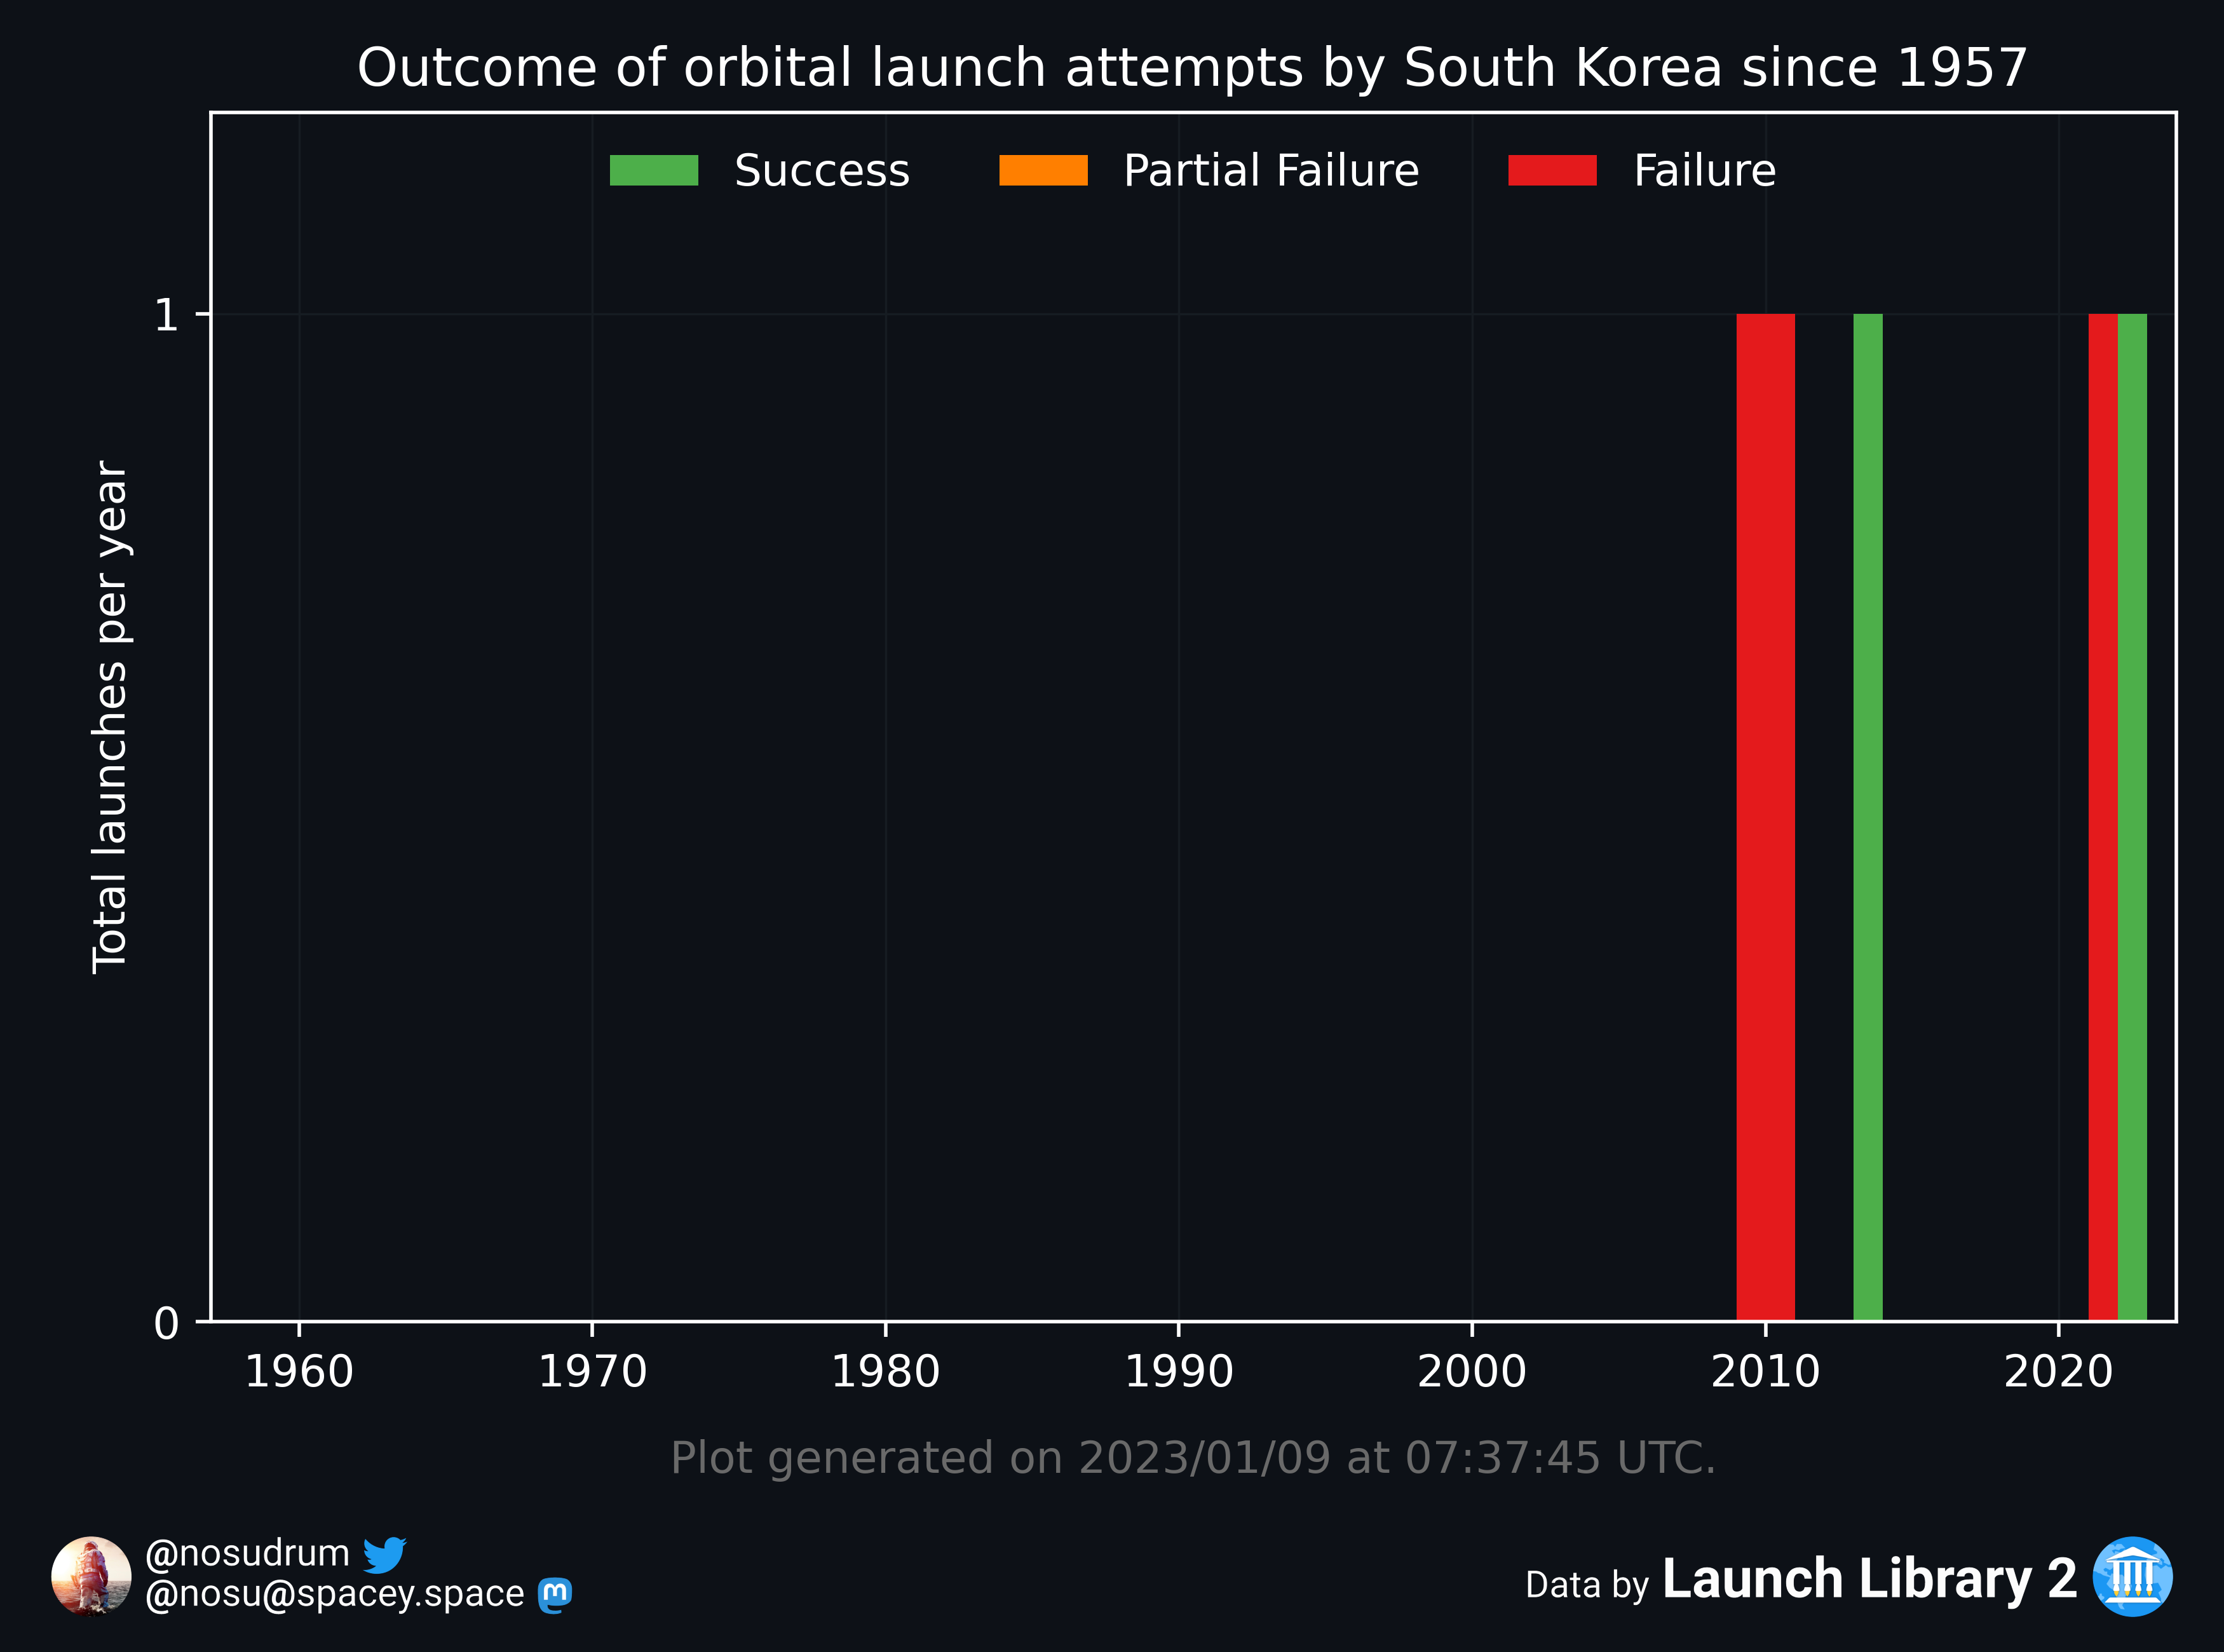 Outcome of orbital launch attempts by South Korea since 1957
Success Partial Failure Failure
Total launches per year
1
0
1960 1970 1980 1990 2000 2010 2020
Plot generated on 2023/01/09 at 07:37:45 UTC.
@nosudrum
@nosu@spacey.space
Data by Launch Library 2